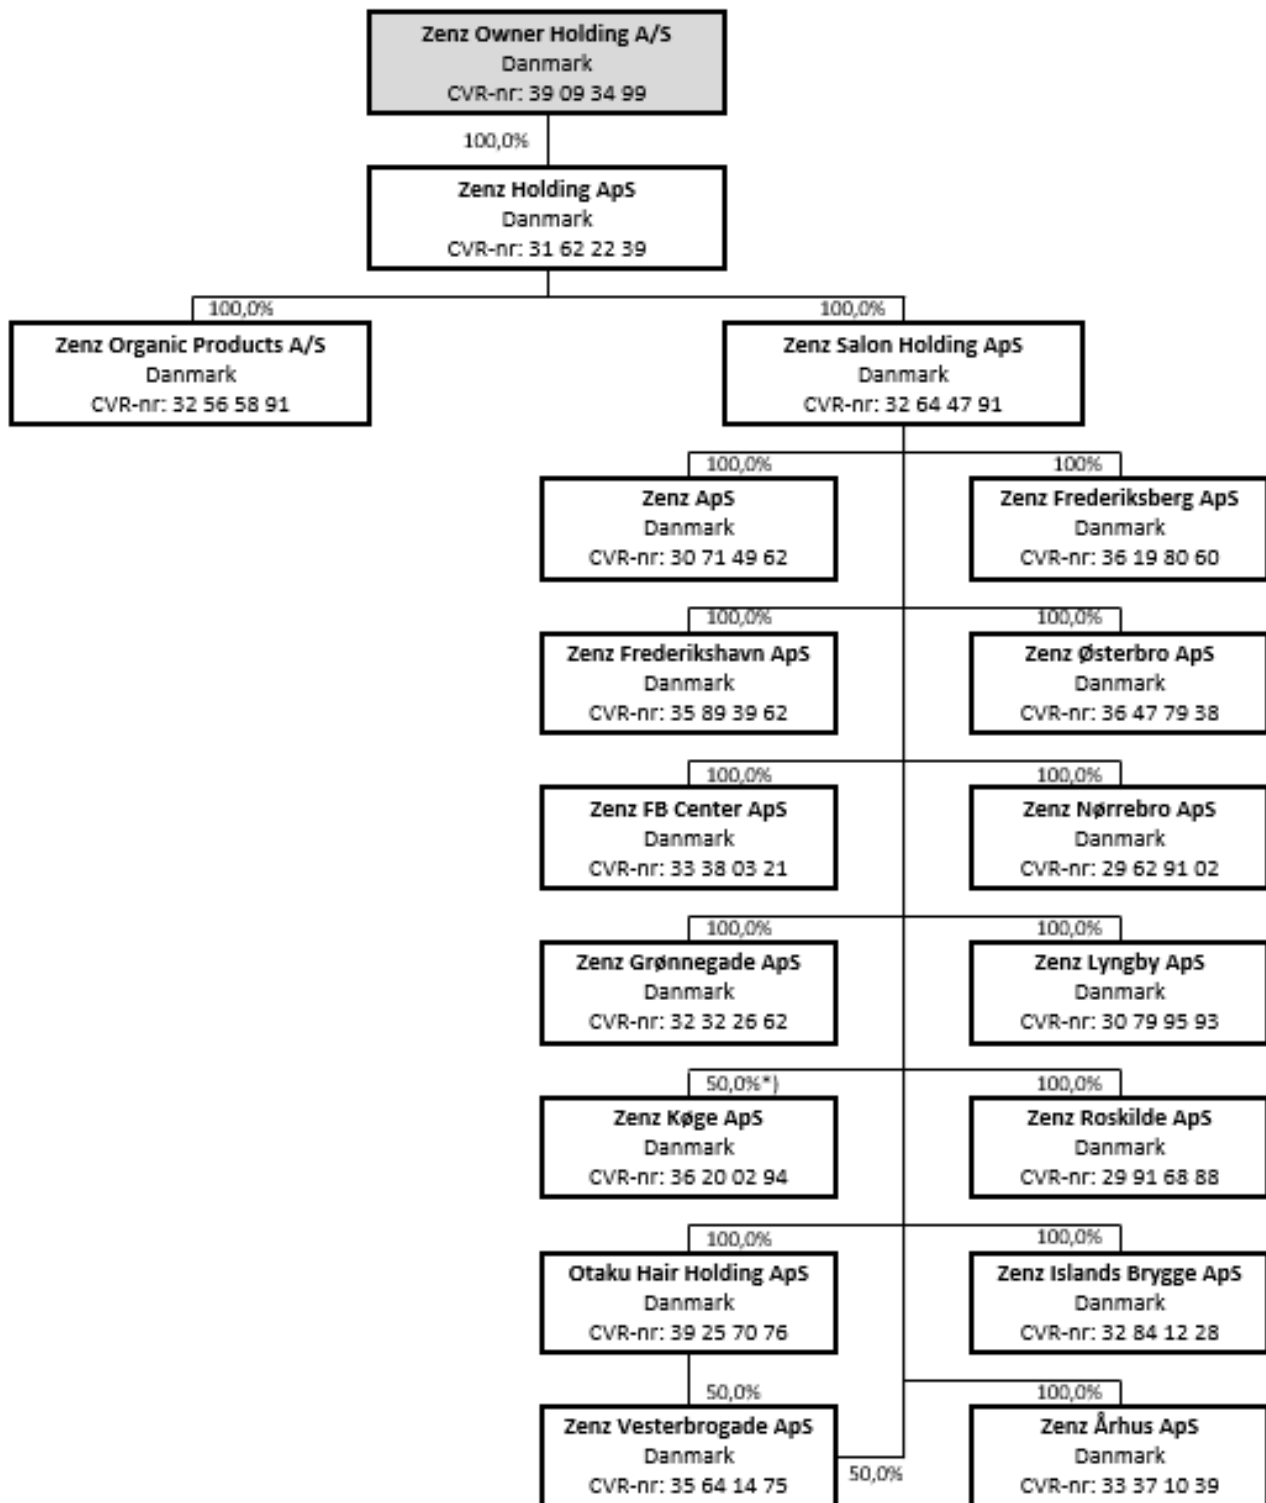 Zenz Owner Holding A/S
Danmark
CVR-nr: 39 09 34 99
100,0%
Zenz Holding ApS
Danmark
CVR-nr: 31 62 22 39
100,0%
100,0%
Zenz Organic Products A/S
Danmark
CVR-nr: 32 56 58 91
Zenz Salon Holding ApS
Danmark
CVR-nr: 32 64 47 91
100,0%
100%
Zenz ApS
Danmark
CVR-nr: 30 71 49 62
Zenz Frederiksberg ApS
Danmark
CVR-nr: 36 19 80 60
100,0%
100,0%
Zenz Frederikshavn ApS
Danmark
CVR-nr: 35 89 39 62
Zenz Østerbro ApS
Danmark
CVR-nr: 36 47 79 38
100,0%
100,0%
Zenz FB Center ApS
Danmark
CVR-nr: 33 38 03 21
Zenz Nørrebro ApS
Danmark
CVR-nr: 29 62 91 02
100,0%
100,0%
Zenz Grønnegade ApS
Danmark
CVR-nr: 32 32 26 62
Zenz Lyngby ApS
Danmark
CVR-nr: 30 79 95 93
50,0%*)
100,0%
Zenz Køge ApS
Danmark
CVR-nr: 36 20 02 94
Zenz Roskilde ApS
Danmark
CVR-nr: 29 91 68 88
100,0%
100,0%
Otaku Hair Holding ApS
Danmark
CVR-nr: 39 25 70 76
Zenz Islands Brygge ApS
Danmark
CVR-nr: 32 84 12 28
50,0%
100,0%
Zenz Vesterbrogade ApS
Danmark
CVR-nr: 35 64 14 75
50,0%
Zenz Århus ApS
Danmark
CVR-nr: 33 37 10 39